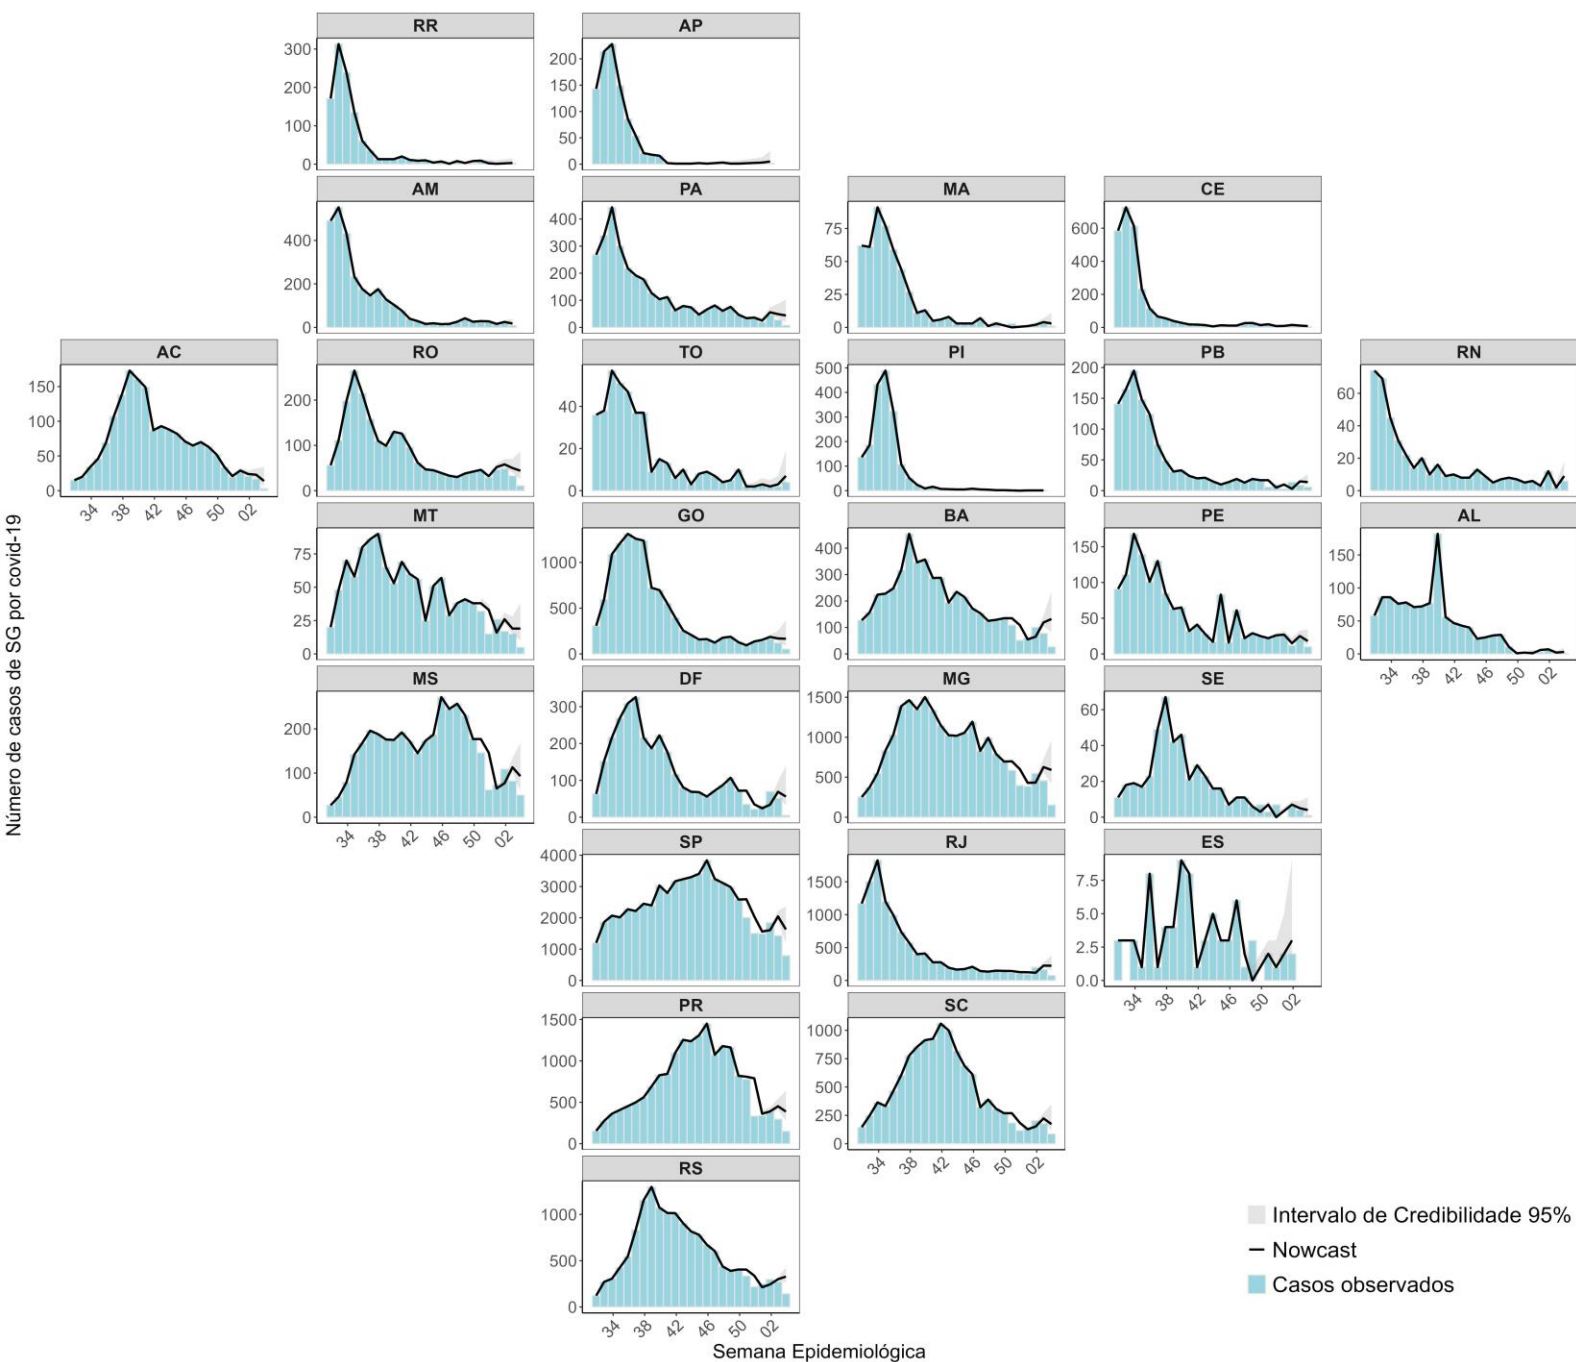 Número de casos de SG por covid-19
RR
300
200
100
0
AP
200
150
100
50
0
AM
400
200
0
PA
400
300
200
100
0
MA
75
50
25
0
CE
600
400
200
0
AC
150
100
50
0
34 38 42 46 50 02
RO
200
100
0
TO
40
20
0
PI
500
400
300
200
100
0
PB
200
150
100
50
0
RN
60
40
20
0
MT
75
50
25
0
GO
1000
500
0
BA
400
300
200
100
0
PE
150
100
50
0
AL
150
100
50
0
34 38 42 46 50 02
MS
200
100
0
34 38 42 46 50 02
DF
300
200
100
0
MG
1500
1000
500
0
SE
60
40
20
0
SP
4000
3000
2000
1000
0
RJ
1500
1000
500
0
ES
7.5
5.0
2.5
0.0
34 38 42 46 50 02
PR
1500
1000
500
0
SC
1000
750
500
250
0
34 38 42 46 50 02
RS
1000
500
0
34 38 42 46 50 02
Semana Epidemiológica
Intervalo de Credibilidade 95%
Nowcast
Casos observados